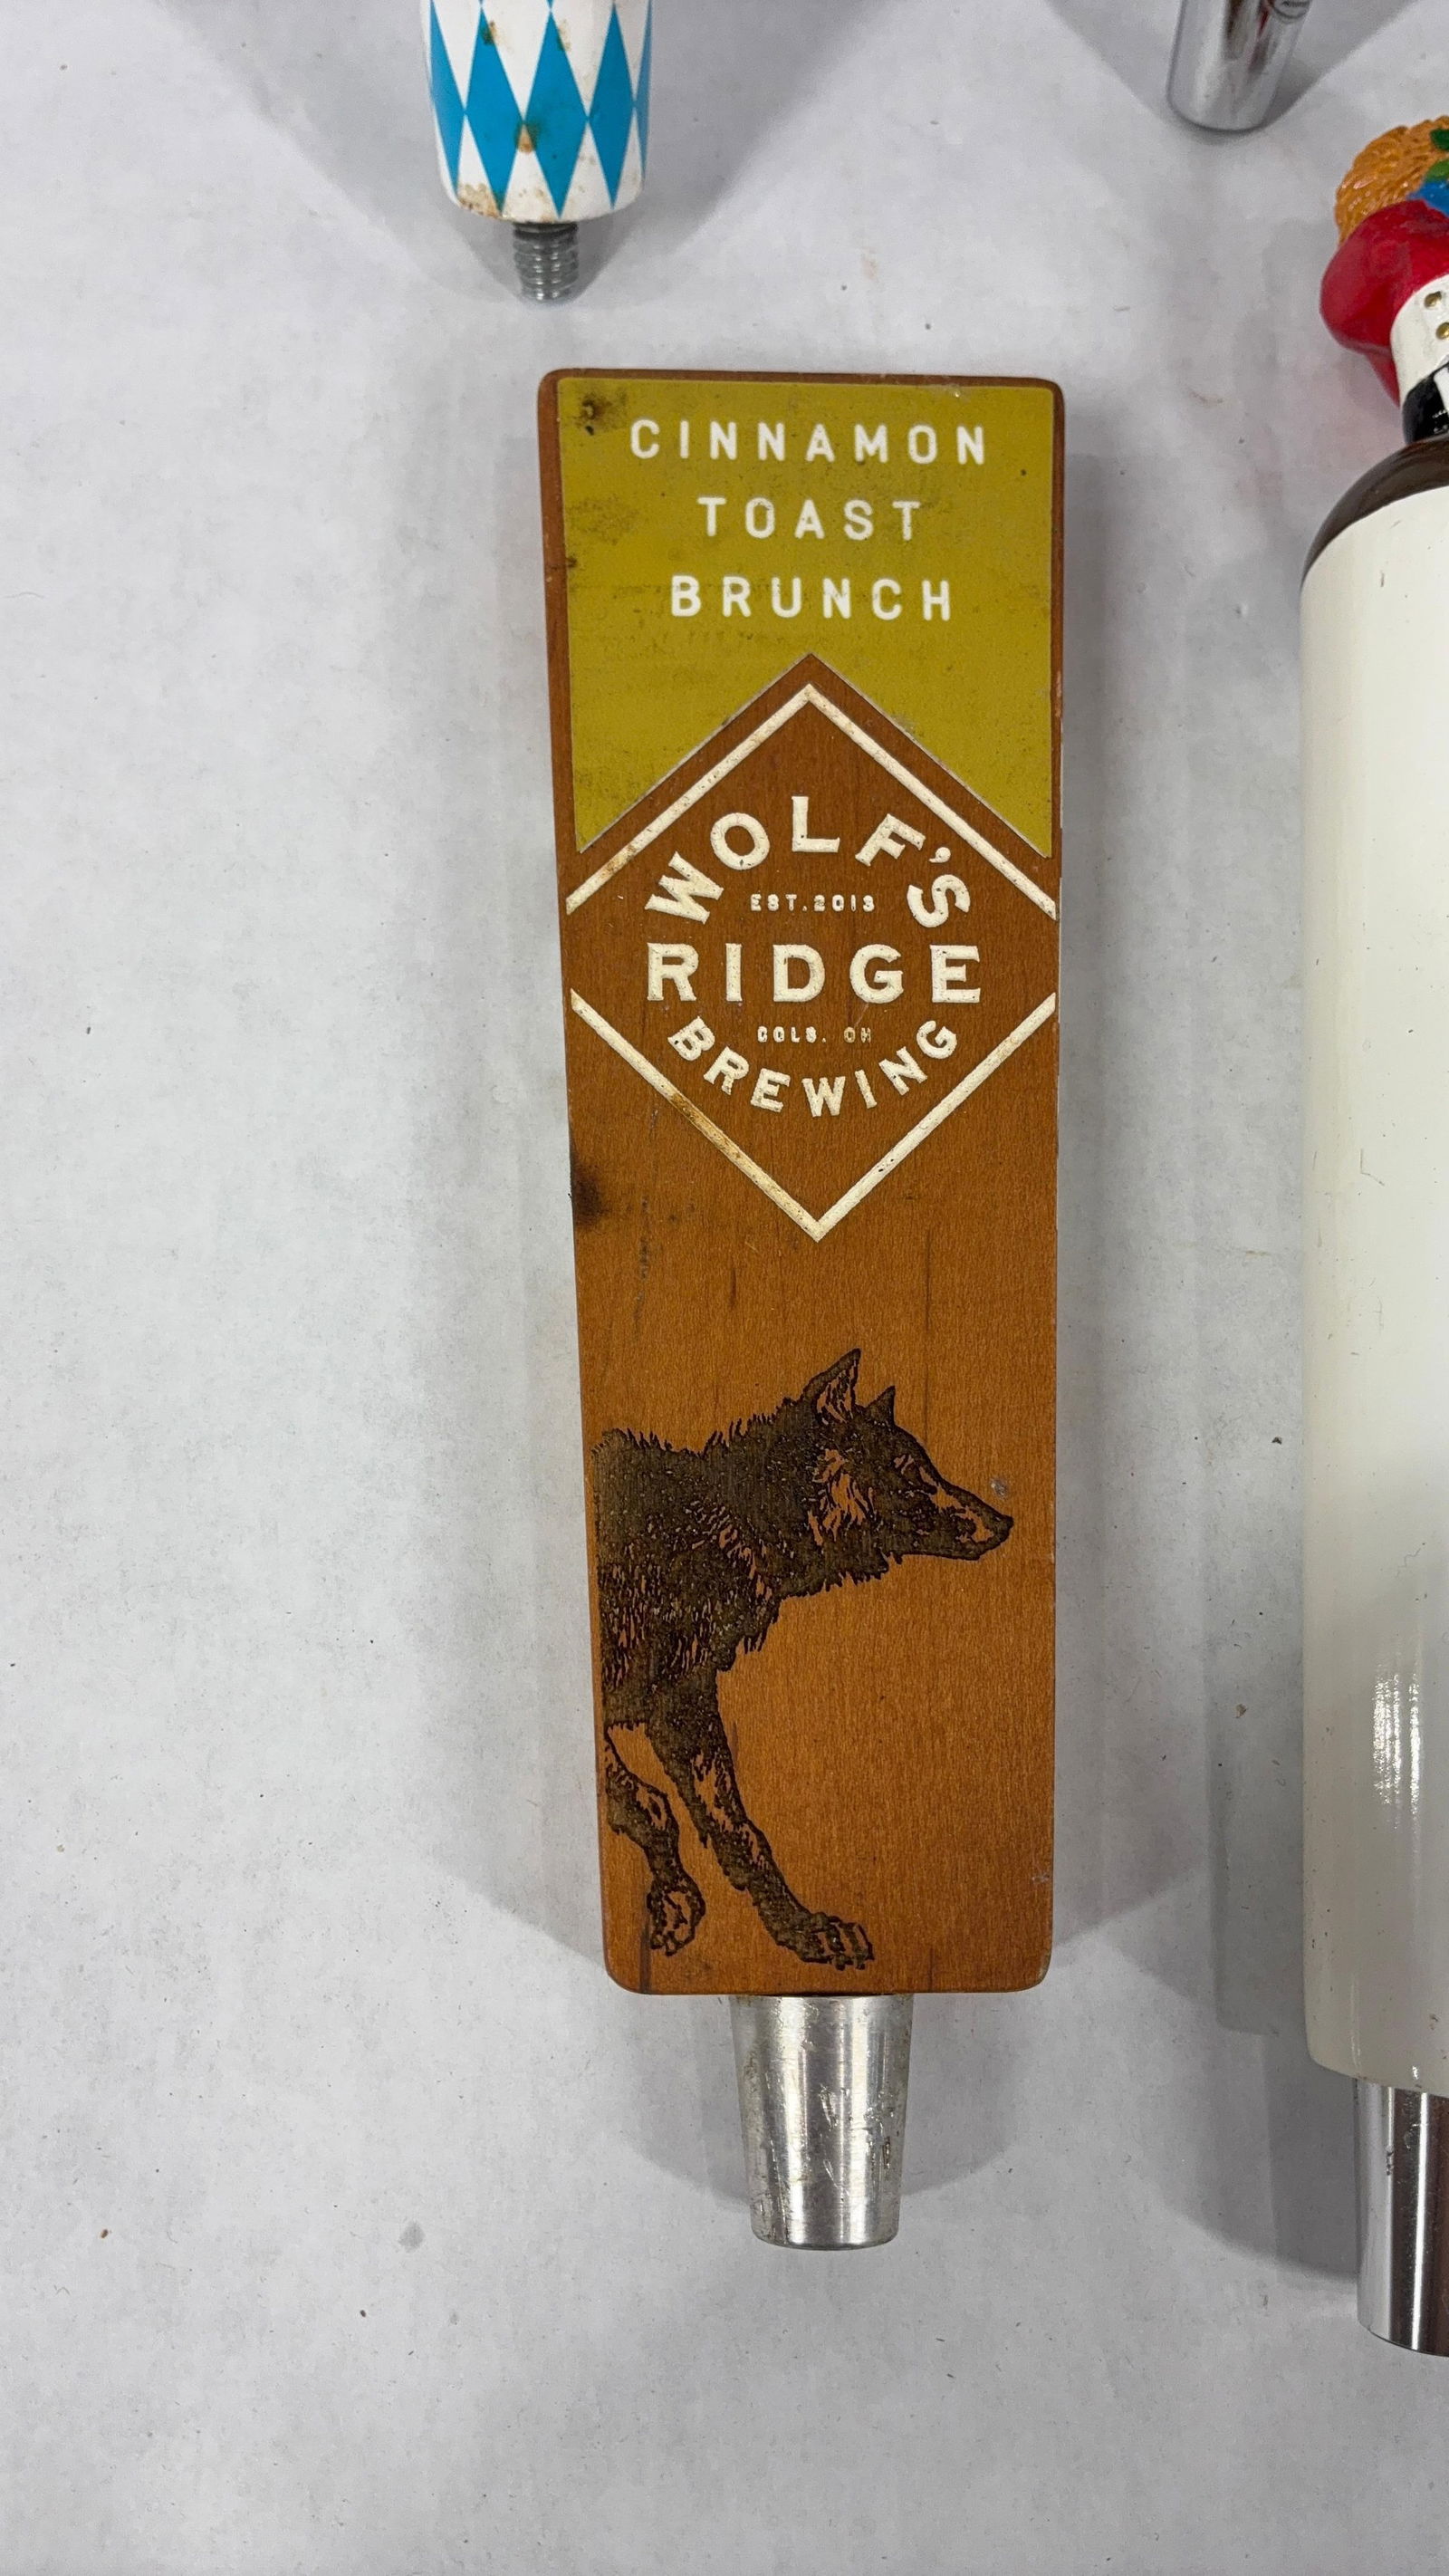 CINNAMON
TOAST
BRUNCH
WOLF'S
EST. 2013
RIDGE
COLS. OH
BREWING